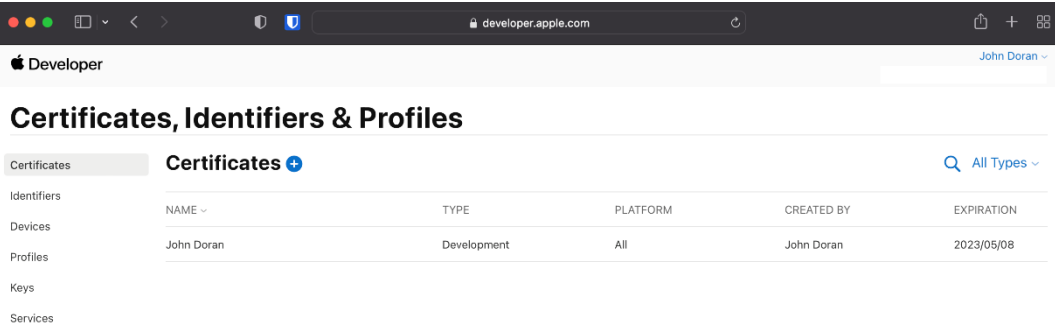 developer.apple.com
Developer
John Doran
Certificates, Identifiers & Profiles
Certificates
Identifiers
Devices
Profiles
Keys
Services
Certificates
All Types
NAME TYPE PLATFORM CREATED BY EXPIRATION
John Doran Development All John Doran 2023/05/08